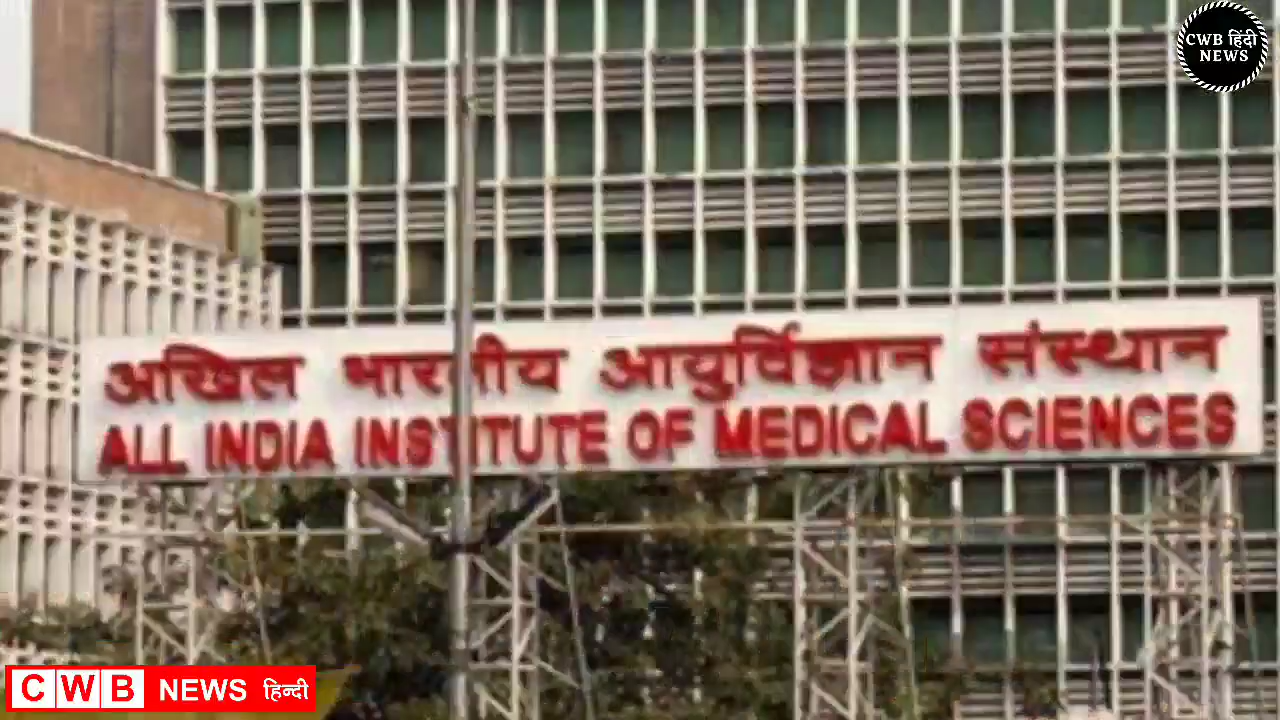 CWB हिंदी
NEWS
अखिल भारतीय आयुर्विज्ञान संस्थान
ALL INDIA INSTITUTE OF MEDICAL SCIENCES
CWB NEWS हिन्दी